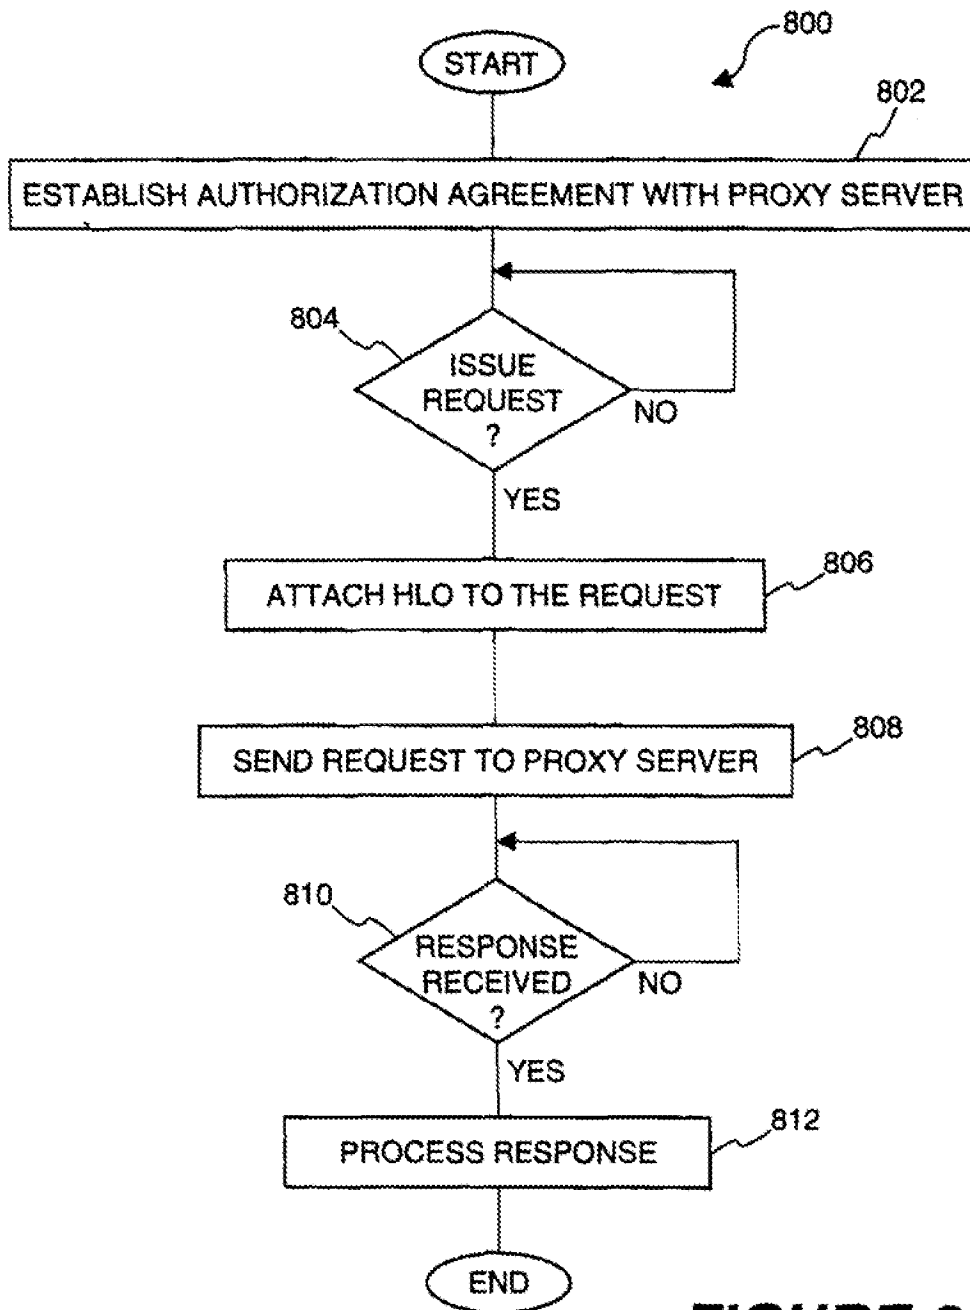 800
START
802
ESTABLISH AUTHORIZATION AGREEMENT WITH PROXY SERVER
804
ISSUE
REQUEST
?
NO
YES
806
ATTACH HLO TO THE REQUEST
808
SEND REQUEST TO PROXY SERVER
810
RESPONSE
RECEIVED
?
NO
YES
812
PROCESS RESPONSE
END